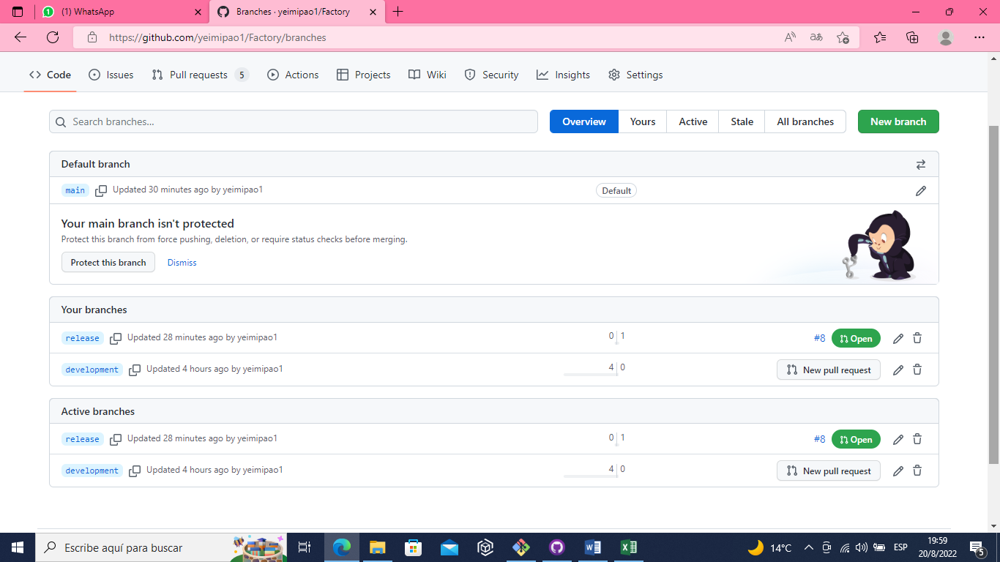 (1) WhatsApp
Branches · yeimipao1/Factory
https://github.com/yeimipao1/Factory/branches
Code Issues Pull requests 5 Actions Projects Wiki Security Insights Settings
Search branches... Overview Yours Active Stale All branches New branch
Default branch
main Updated 30 minutes ago by yeimipao1 Default
Your main branch isn't protected
Protect this branch from force pushing, deletion, or require status checks before merging.
Protect this branch Dismiss
Your branches
release Updated 28 minutes ago by yeimipao1 0 1 #8 Open
development Updated 4 hours ago by yeimipao1 4 0 New pull request
Active branches
release Updated 28 minutes ago by yeimipao1 0 1 #8 Open
development Updated 4 hours ago by yeimipao1 4 0 New pull request
Escribe aquí para buscar 14°C ESP 19:59
20/8/2022 5